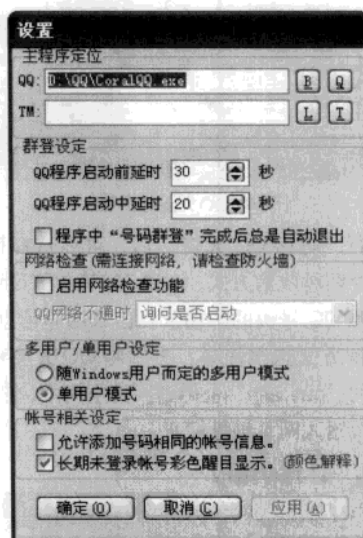 设置
主程序定位
QQ: D:\QQ\CoralQQ.exe B Q
TM: L T
群登设定
QQ程序启动前延时 30 秒
QQ程序启动中延时 20 秒
程序中“号码群登”完成后总是自动退出
网络检查(需连接网络, 请检查防火墙)
启用网络检查功能
QQ网络不通时 询问是否启动
多用户/单用户设定
随Windows用户而定的多用户模式
单用户模式
帐号相关设定
允许添加号码相同的帐号信息。
长期未登录帐号彩色醒目显示。(颜色解释)
确定(O) 取消(C) 应用(A)